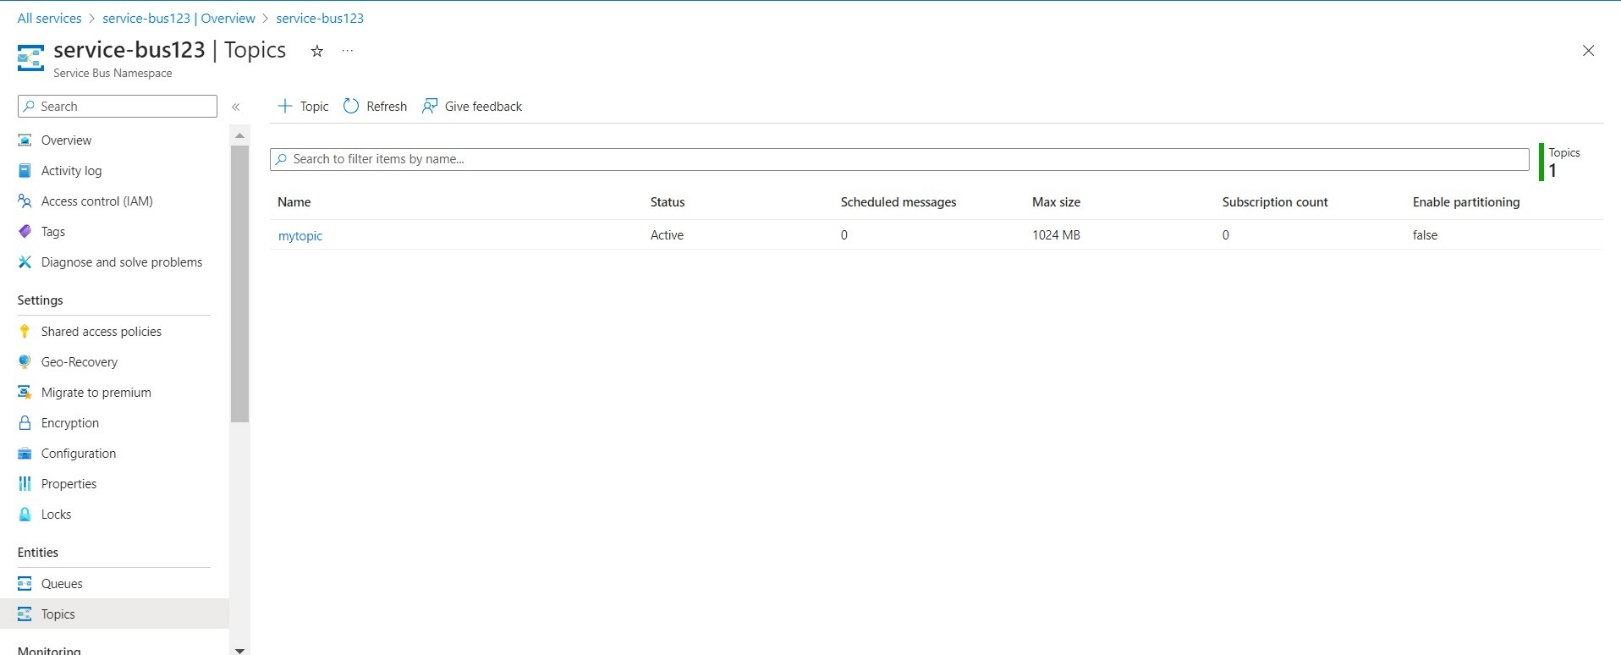 All services > service-bus123 | Overview > service-bus123
service-bus123 | Topics
Service Bus Namespace
Search
Overview
Activity log
Access control (IAM)
Tags
Diagnose and solve problems
Settings
Shared access policies
Geo-Recovery
Migrate to premium
Encryption
Configuration
Properties
Locks
Entities
Queues
Topics
Monitoring
+ Topic Refresh Give feedback
Search to filter items by name...
Topics
1
Name Status Scheduled messages Max size Subscription count Enable partitioning
mytopic Active 0 1024 MB 0 false